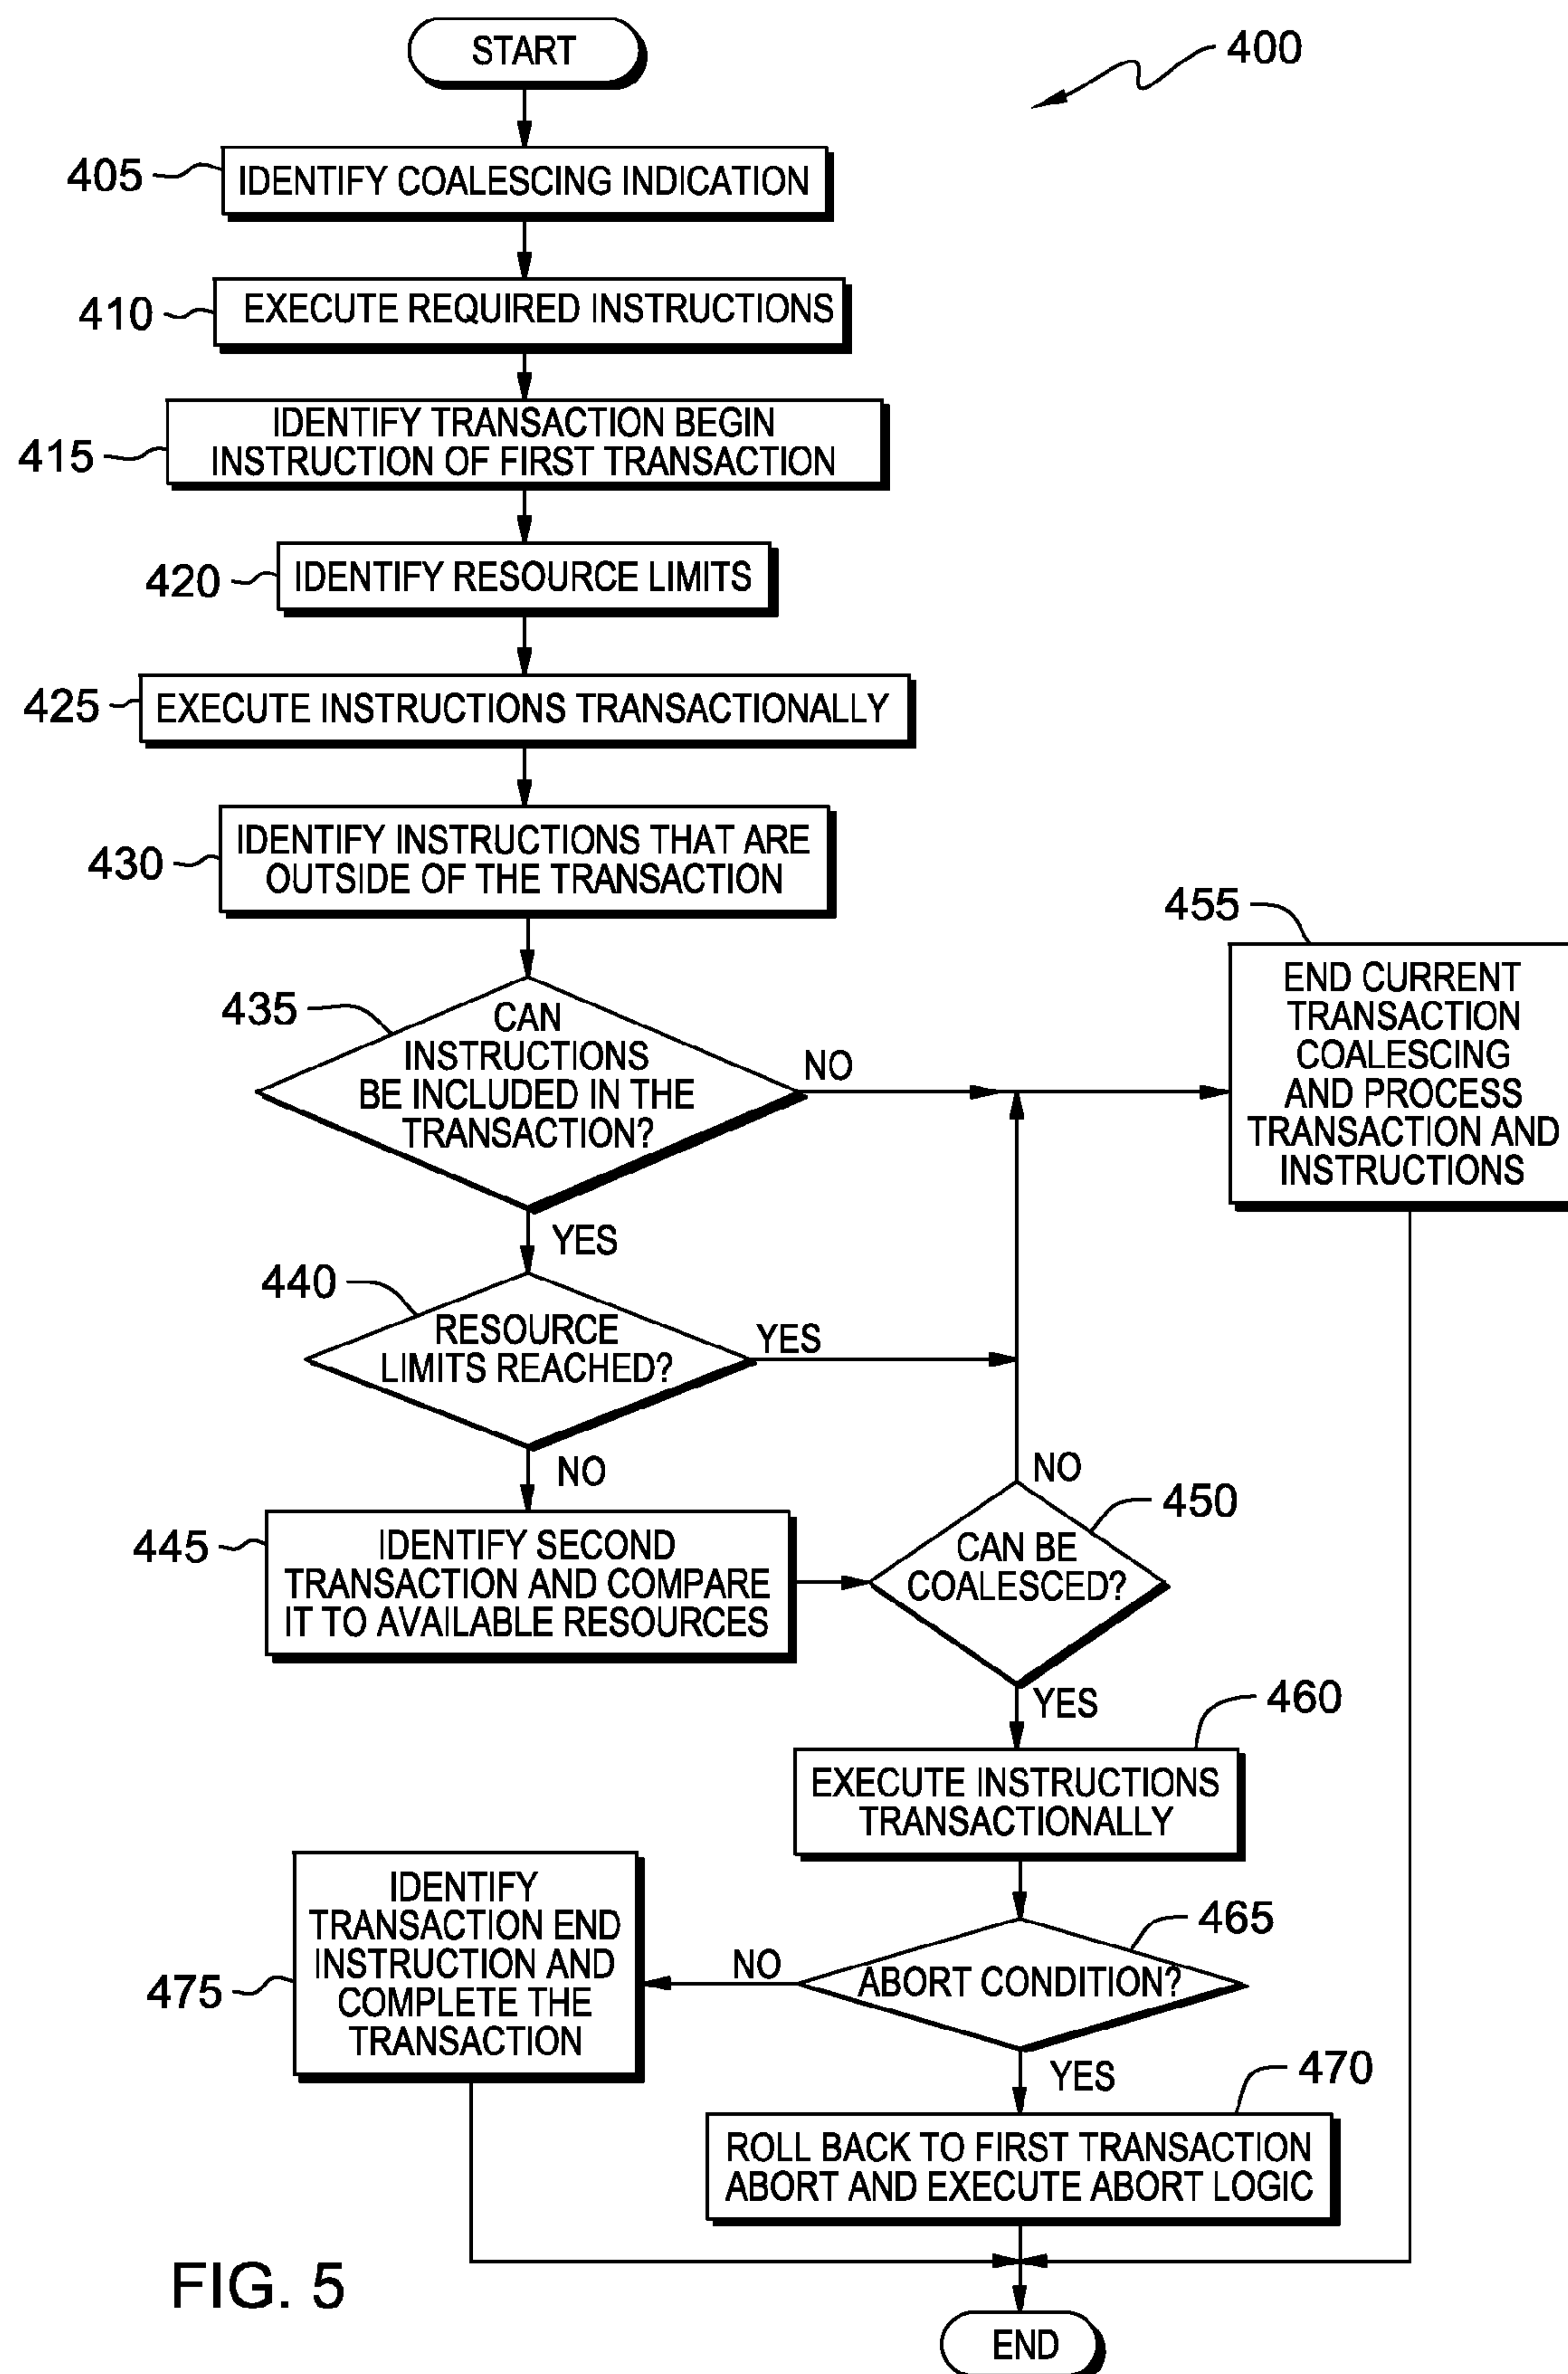 START
400
405
IDENTIFY COALESCING INDICATION
410
EXECUTE REQUIRED INSTRUCTIONS
415
IDENTIFY TRANSACTION BEGIN
INSTRUCTION OF FIRST TRANSACTION
420
IDENTIFY RESOURCE LIMITS
425
EXECUTE INSTRUCTIONS TRANSACTIONALLY
430
IDENTIFY INSTRUCTIONS THAT ARE
OUTSIDE OF THE TRANSACTION
455
END CURRENT
TRANSACTION
COALESCING
AND PROCESS
TRANSACTION AND
INSTRUCTIONS
435
CAN
INSTRUCTIONS
BE INCLUDED IN THE
TRANSACTION?
NO
YES
440
RESOURCE
LIMITS REACHED?
YES
NO
445
IDENTIFY SECOND
TRANSACTION AND COMPARE
IT TO AVAILABLE RESOURCES
NO
450
CAN BE
COALESCED?
YES
460
EXECUTE INSTRUCTIONS
TRANSACTIONALLY
465
ABORT CONDITION?
NO
475
IDENTIFY
TRANSACTION END
INSTRUCTION AND
COMPLETE THE
TRANSACTION
YES
470
ROLL BACK TO FIRST TRANSACTION
ABORT AND EXECUTE ABORT LOGIC
FIG. 5
END